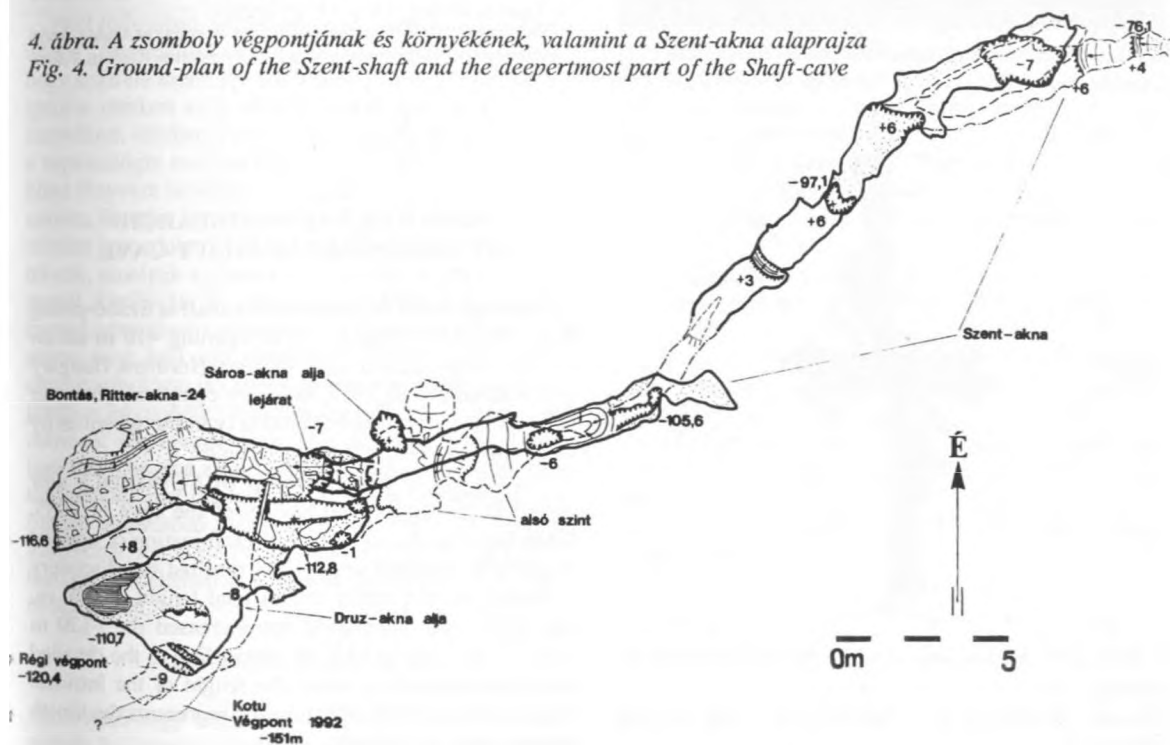 4. ábra. A zsomboly végpontjának és környékének, valamint a Szent-akna alaprajza
Fig. 4. Ground-plan of the Szent-shaft and the deepertmost part of the Shaft-cave
-76,1
-7
+4
+6
+6
-97,1
+6
+3
Szent-akna
Sáros-akna alja
Bontás, Ritter-akna-24
lejárat
-7
-105,6
-6
É
alsó szint
-116,6
+8
-1
-112,8
-8
Druz-akna alja
-110,7
Régi végpont
-120,4
-9
0m 5
Kotu
Végpont 1992
-151m
?